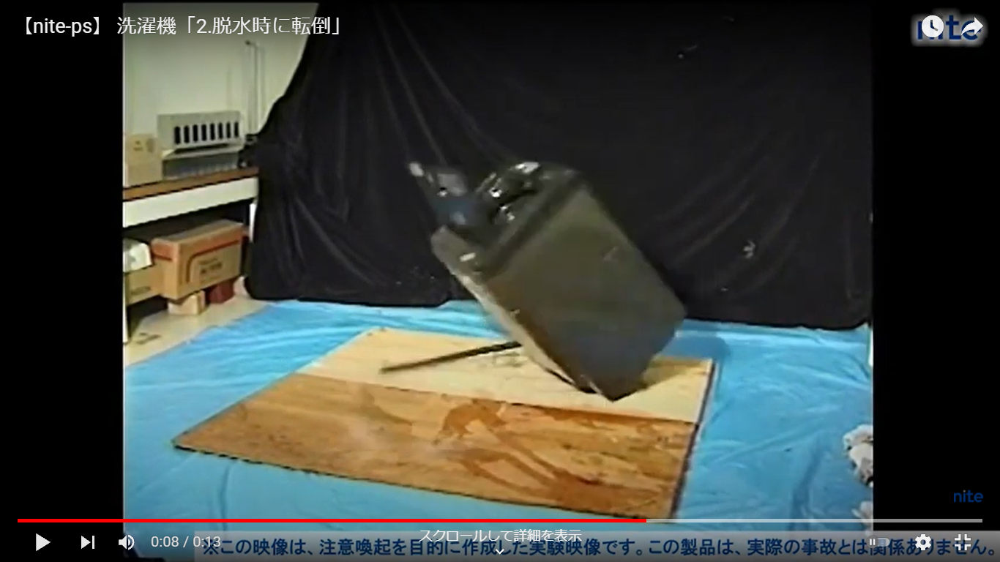 【nite-ps】 洗濯機「2.脱水時に転倒」
nite
nite
スクロールして詳細を表示
0:08 / 0:13
※この映像は、注意喚起を目的に作成した実験映像です。この製品は、実際の事故とは関係ありません。